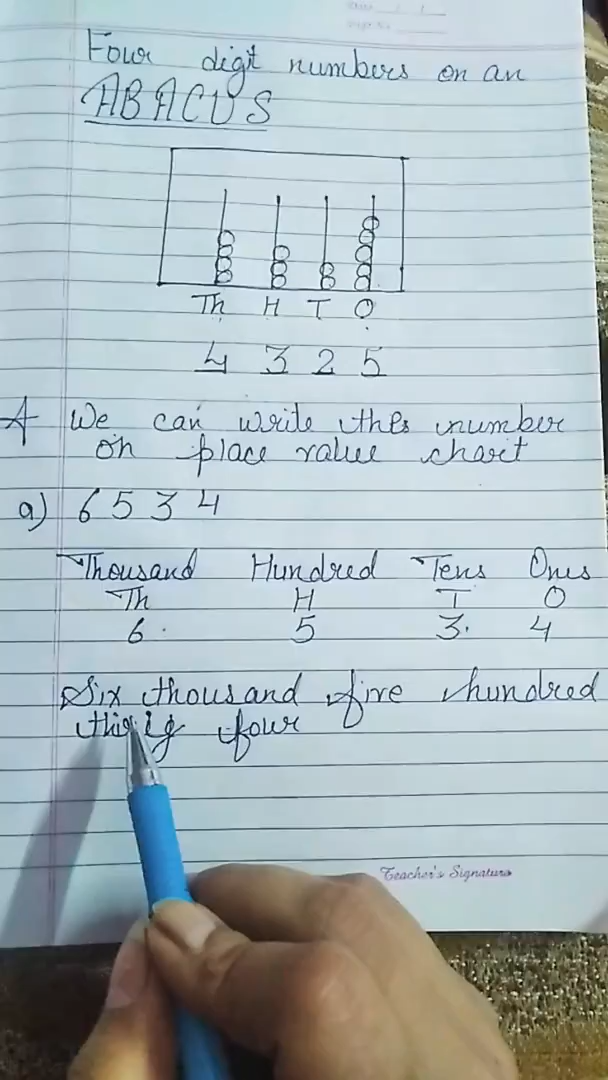 Four digit numbers on an
ABACUS
Th H T O
4 3 2 5
A We can write this number
on place value chart
a) 6534
Thousand Hundred Tens Ones
Th H T O
6 5 3 4
Six thousand five hundred
thirty four
Teacher's Signature